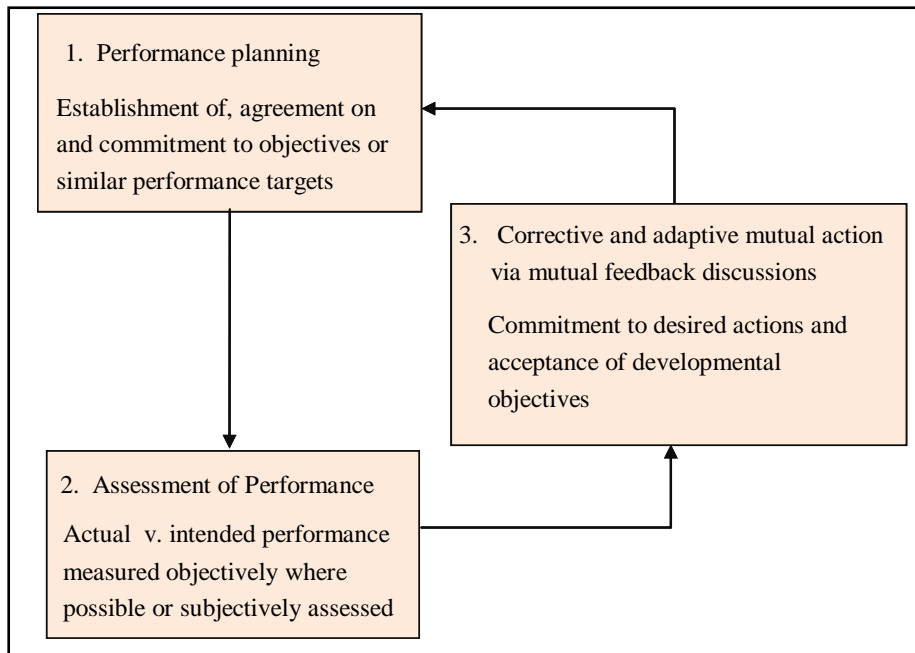 1. Performance planning
Establishment of, agreement on
and commitment to objectives or
similar performance targets
3. Corrective and adaptive mutual action
via mutual feedback discussions
Commitment to desired actions and
acceptance of developmental
objectives
2. Assessment of Performance
Actual v. intended performance
measured objectively where
possible or subjectively assessed